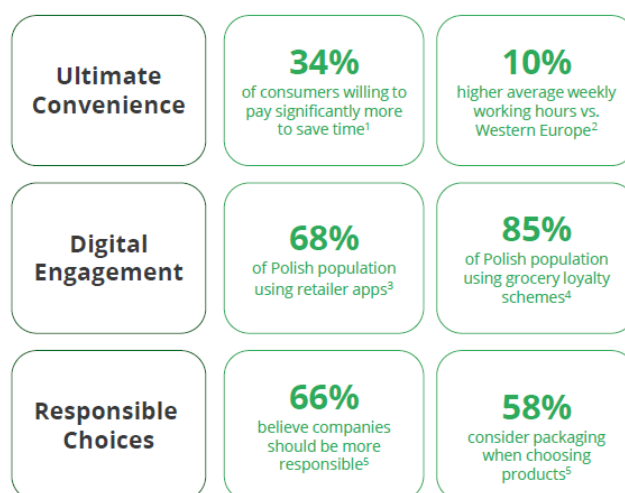 Ultimate
Convenience
34%
of consumers willing to
pay significantly more
to save time¹
10%
higher average weekly
working hours vs.
Western Europe²
Digital
Engagement
68%
of Polish population
using retailer apps³
85%
of Polish population
using grocery loyalty
schemes⁴
Responsible
Choices
66%
believe companies
should be more
responsible⁵
58%
consider packaging
when choosing
products⁵